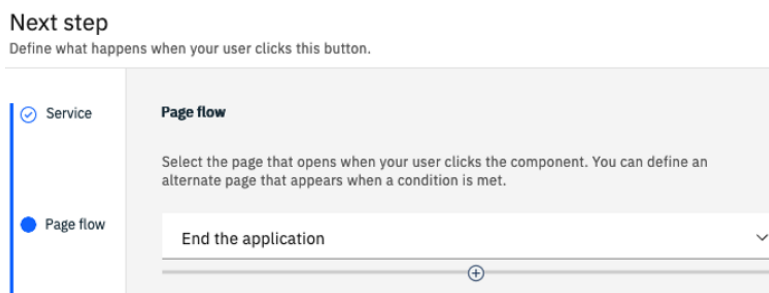 Next step
Define what happens when your user clicks this button.
Service
Page flow
Select the page that opens when your user clicks the component. You can define an
alternate page that appears when a condition is met.
Page flow
End the application